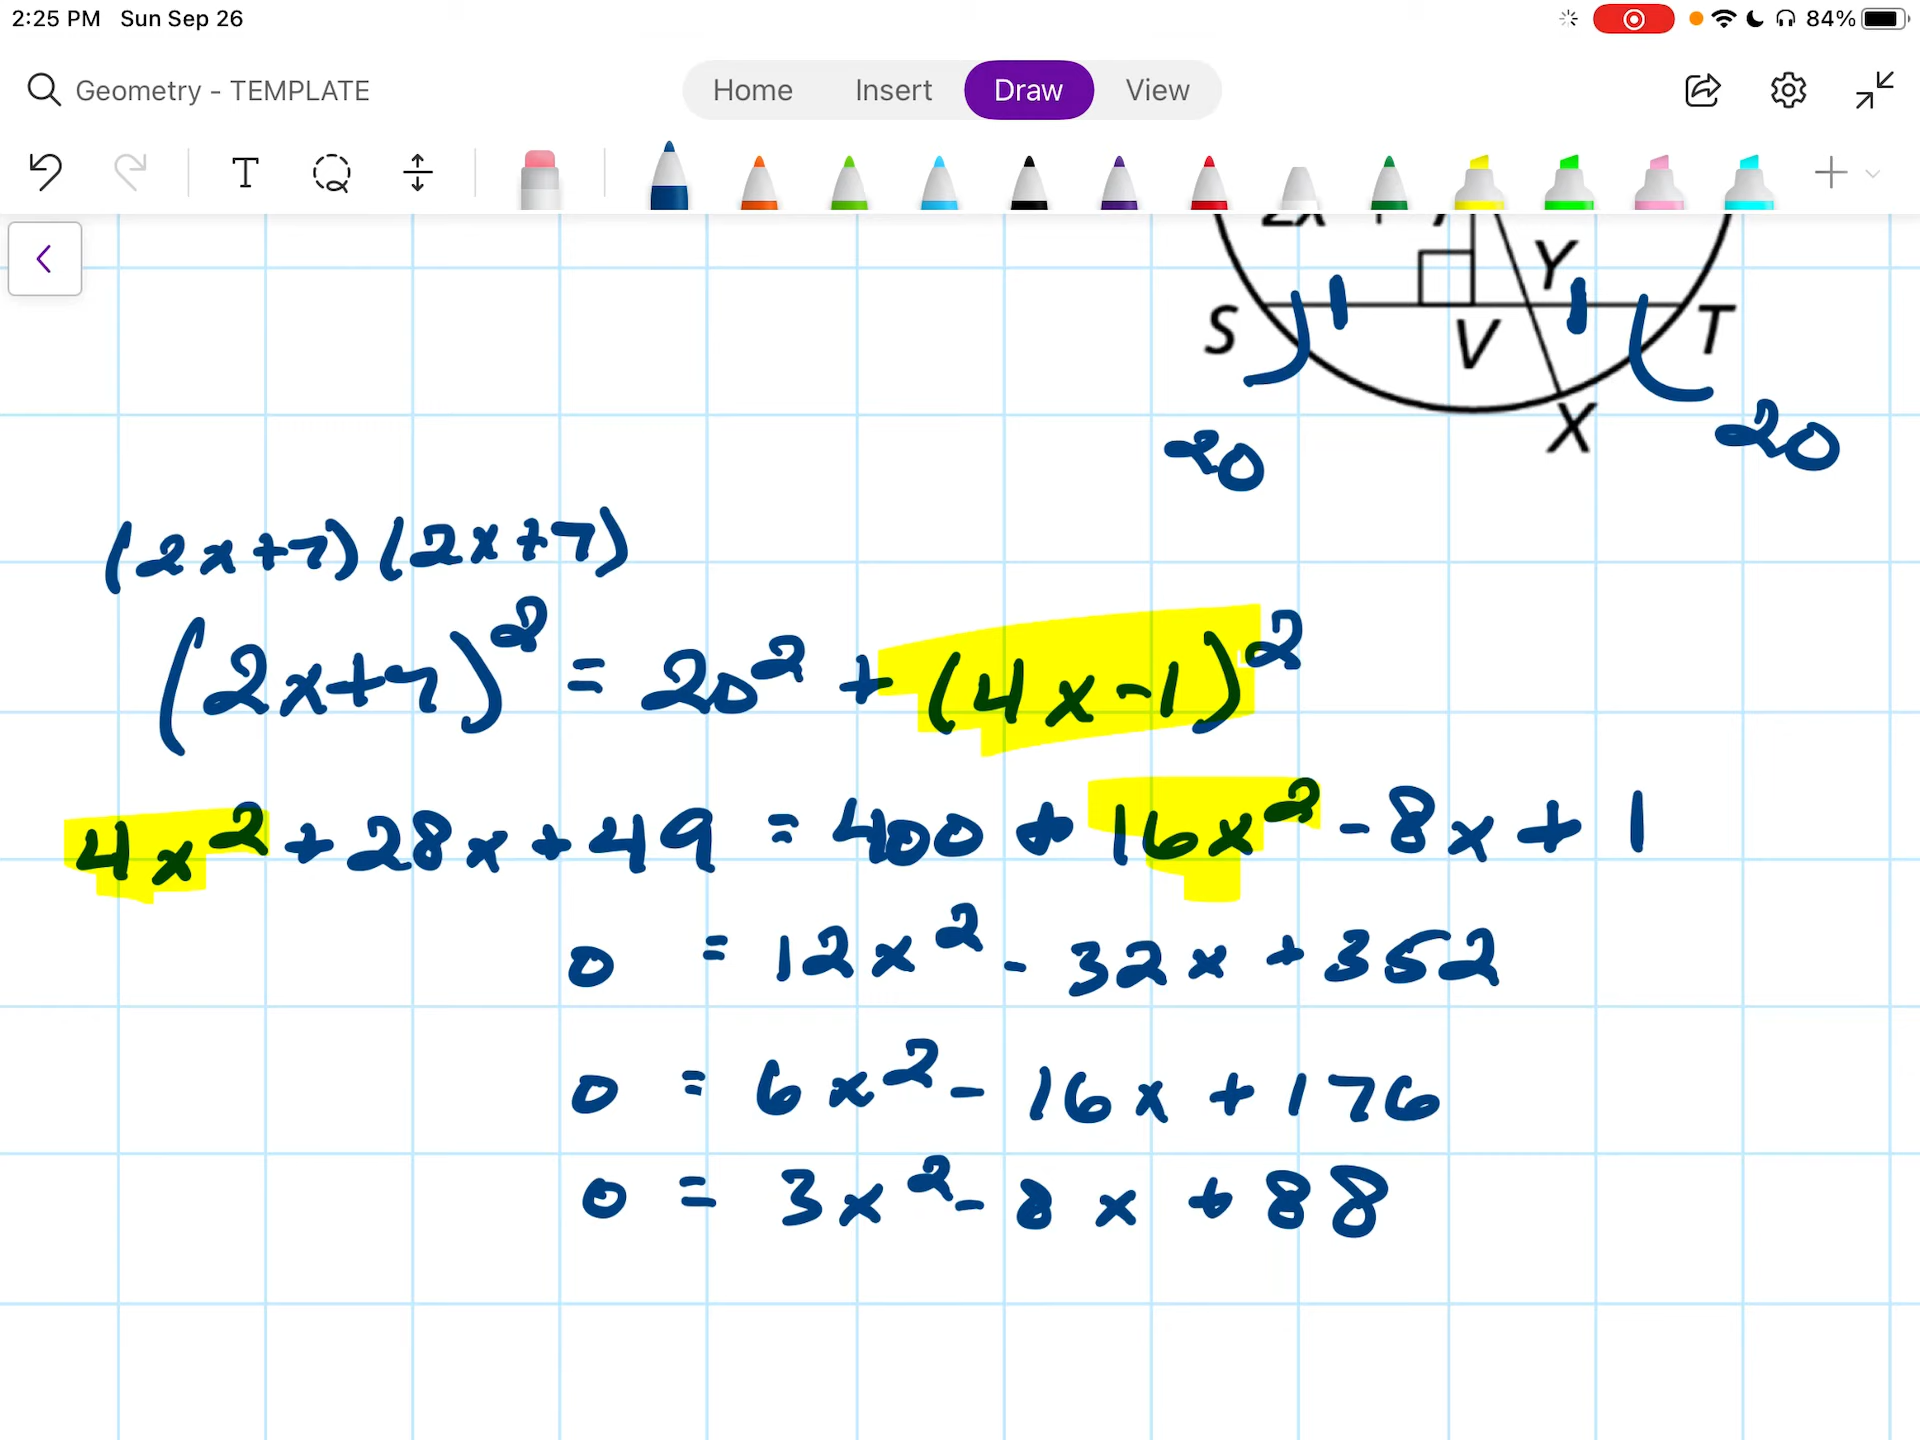 2:25 PM Sun Sep 26
84%
Geometry - TEMPLATE
Home Insert Draw View
T
2x + 7
Y
S V T
X
20 20
(2x+7)(2x+7)
(2x+7)² = 20² + (4x-1)²
4x² + 28x + 49 = 400 + 16x² - 8x + 1
0 = 12x² - 32x + 352
0 = 6x² - 16x + 176
0 = 3x² - 8x + 88